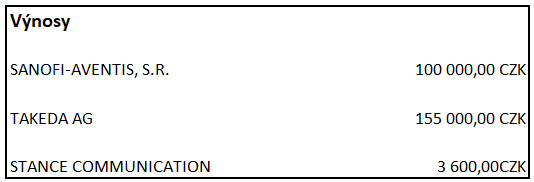 Výnosy
SANOFI-AVENTIS, S.R. 100 000,00 CZK
TAKEDA AG 155 000,00 CZK
STANCE COMMUNICATION 3 600,00CZK